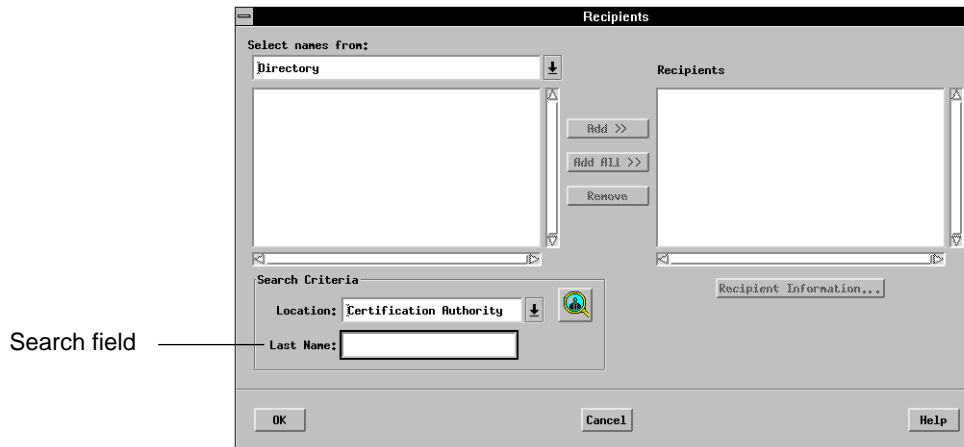 Recipients
Select names from:
Directory
Recipients
Add >>
Add All >>
Remove
Recipient Information...
Search Criteria
Location: Certification Authority
Search field
Last Name:
OK Cancel Help